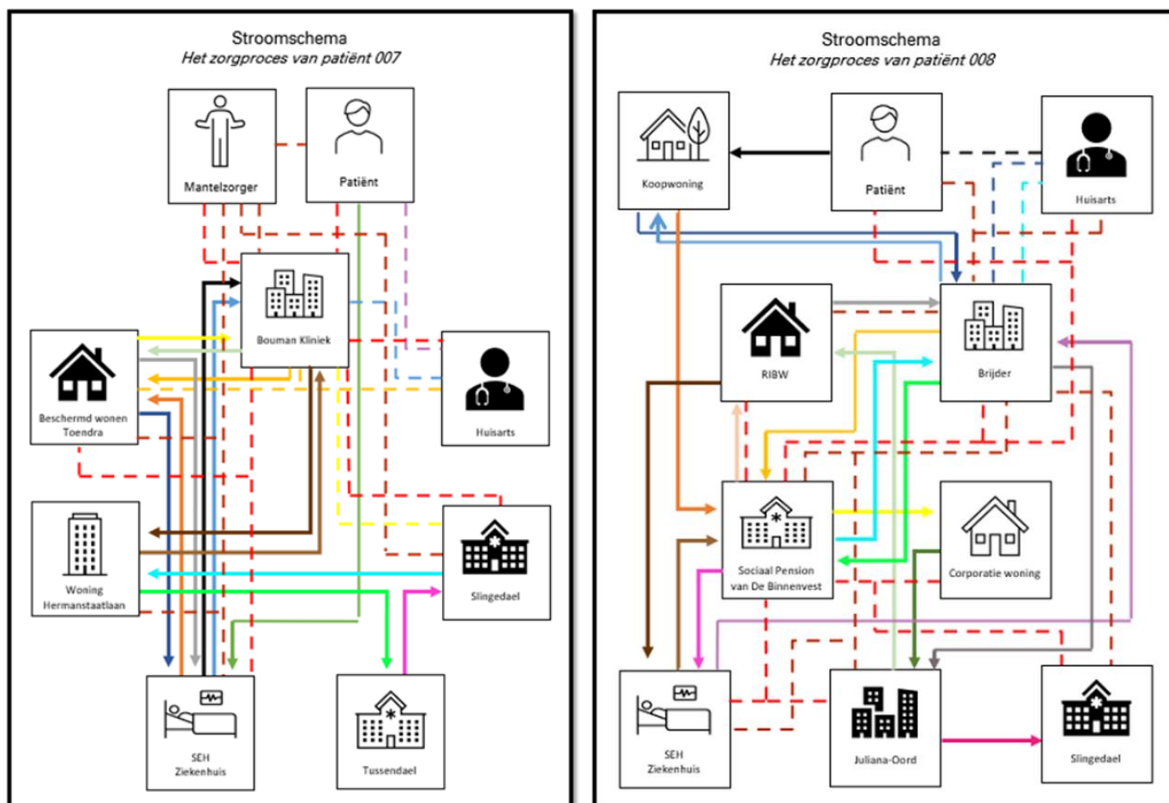 Stroomschema
Het zorgproces van patiënt 007
Mantelzorger
Patiënt
Bouman Kliniek
Beschermd wonen
Toendra
Huisarts
Woning
Hermanstaatlaan
Slingedael
SEH
Ziekenhuis
Tussendael
Stroomschema
Het zorgproces van patiënt 008
Koopwoning
Patiënt
Huisarts
RIBW
Brijder
Sociaal Pension
van De Binnenvest
Corporatie woning
SEH
Ziekenhuis
Juliana-Oord
Slingedael